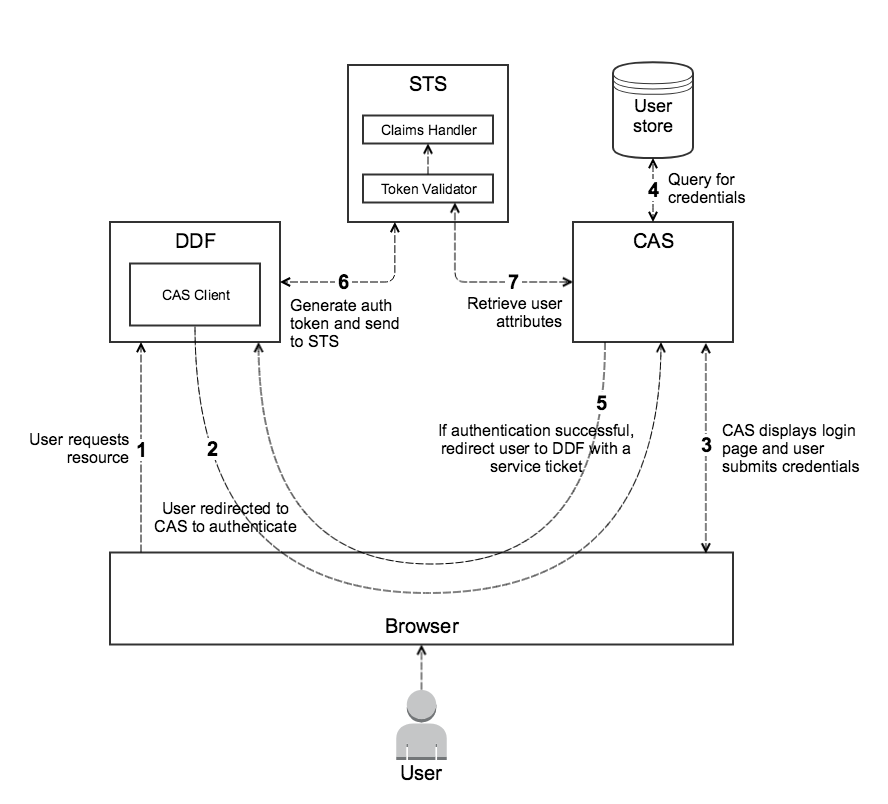 STS
Claims Handler
Token Validator
User
store
4
Query for
credentials
DDF
CAS Client
CAS
6
Generate auth
token and send
to STS
7
Retrieve user
attributes
1
User requests
resource
2
User redirected to
CAS to authenticate
5
If authentication successful,
redirect user to DDF with a
service ticket
3
CAS displays login
page and user
submits credentials
Browser
User